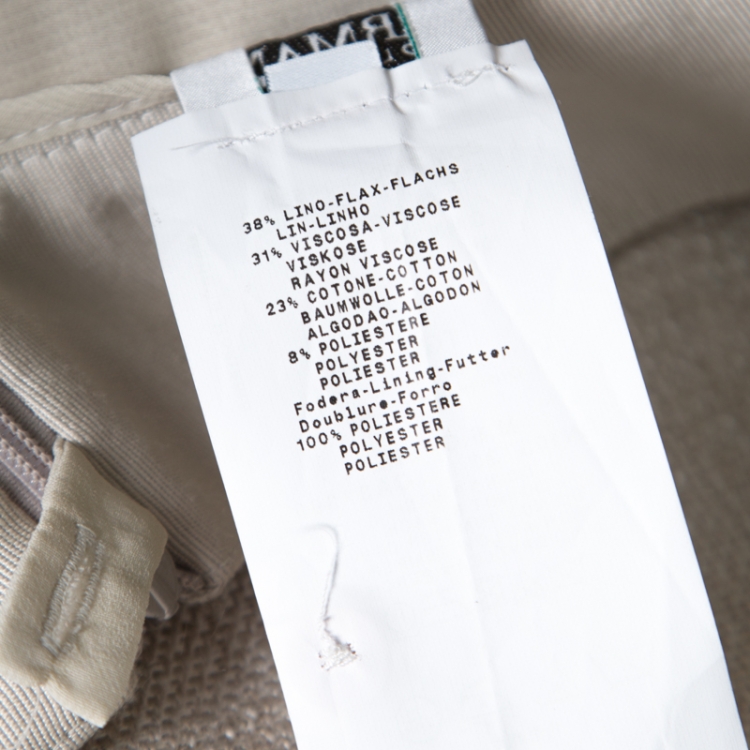 38% LINO-FLAX-FLACHS
LIN-LINHO
31% VISCOSA-VISCOSE
VISKOSE
RAYON VISCOSE
23% COTONE-COTTON
BAUMWOLLE-COTON
ALGODAO-ALGODON
8% POLIESTERE
POLYESTER
POLIESTER
Fodera-Lining-Futter
Doublure-Forro
100% POLIESTERE
POLYESTER
POLIESTER